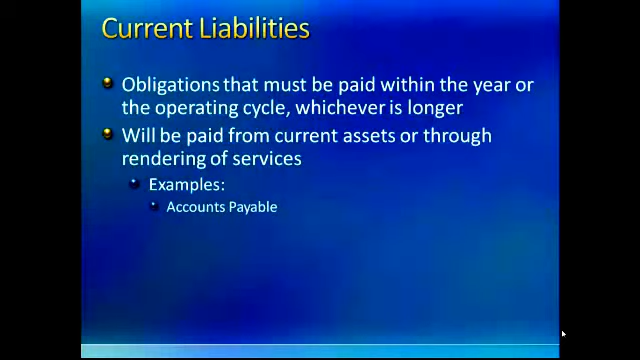 Current Liabilities
Obligations that must be paid within the year or
the operating cycle, whichever is longer
Will be paid from current assets or through
rendering of services
Examples:
Accounts Payable